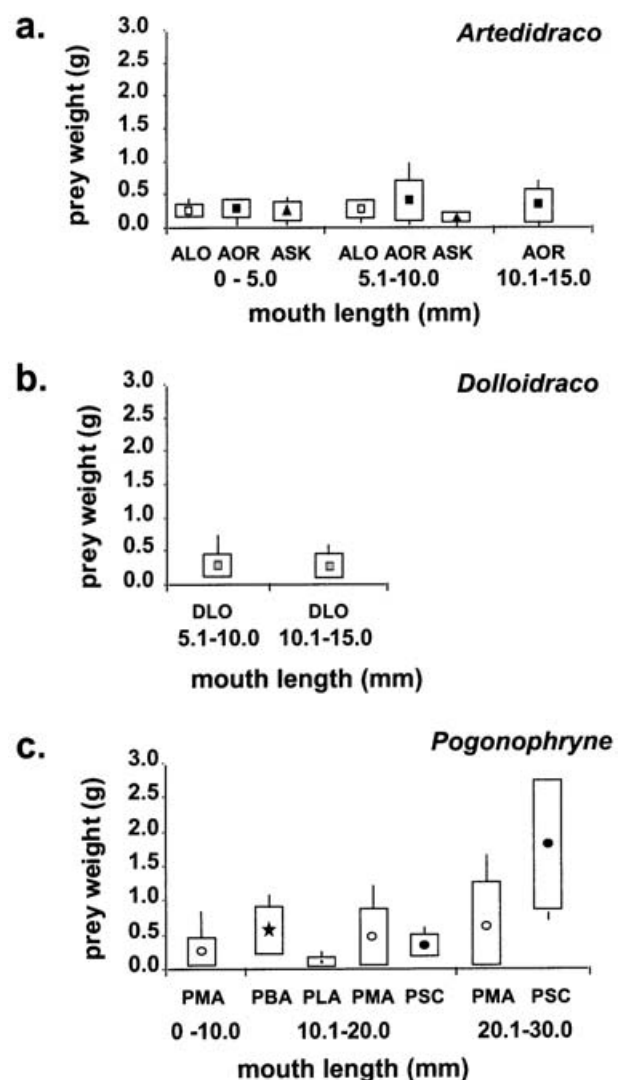 a.
Artedidraco
prey weight (g)
3.0
2.5
2.0
1.5
1.0
0.5
0.0
ALO AOR ASK ALO AOR ASK AOR
0 - 5.0 5.1-10.0 10.1-15.0
mouth length (mm)
b.
Dolloidraco
prey weight (g)
3.0
2.5
2.0
1.5
1.0
0.5
0.0
DLO DLO
5.1-10.0 10.1-15.0
mouth length (mm)
c.
Pogonophryne
prey weight (g)
3.0
2.5
2.0
1.5
1.0
0.5
0.0
PMA PBA PLA PMA PSC PMA PSC
0 -10.0 10.1-20.0 20.1-30.0
mouth length (mm)